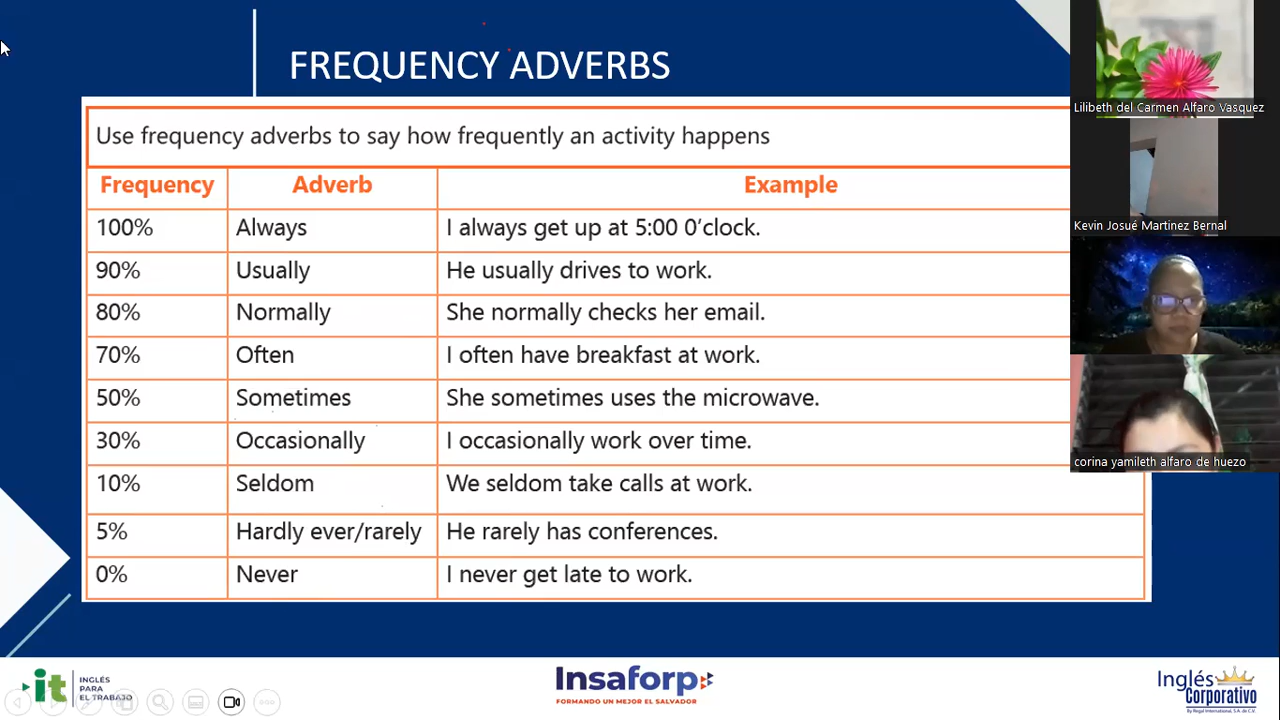 FREQUENCY ADVERBS
Use frequency adverbs to say how frequently an activity happens
Frequency Adverb Example
100% Always I always get up at 5:00 0’clock.
90% Usually He usually drives to work.
80% Normally She normally checks her email.
70% Often I often have breakfast at work.
50% Sometimes She sometimes uses the microwave.
30% Occasionally I occasionally work over time.
10% Seldom We seldom take calls at work.
5% Hardly ever/rarely He rarely has conferences.
0% Never I never get late to work.
Lilibeth del Carmen Alfaro Vasquez
Kevin Josué Martinez Bernal
corina yamileth alfaro de huezo
it
INGLÉS
PARA
EL TRABAJO
Insaforp
FORMANDO UN MEJOR EL SALVADOR
Inglés
Corporativo
By Regal International, S.A. de C.V.